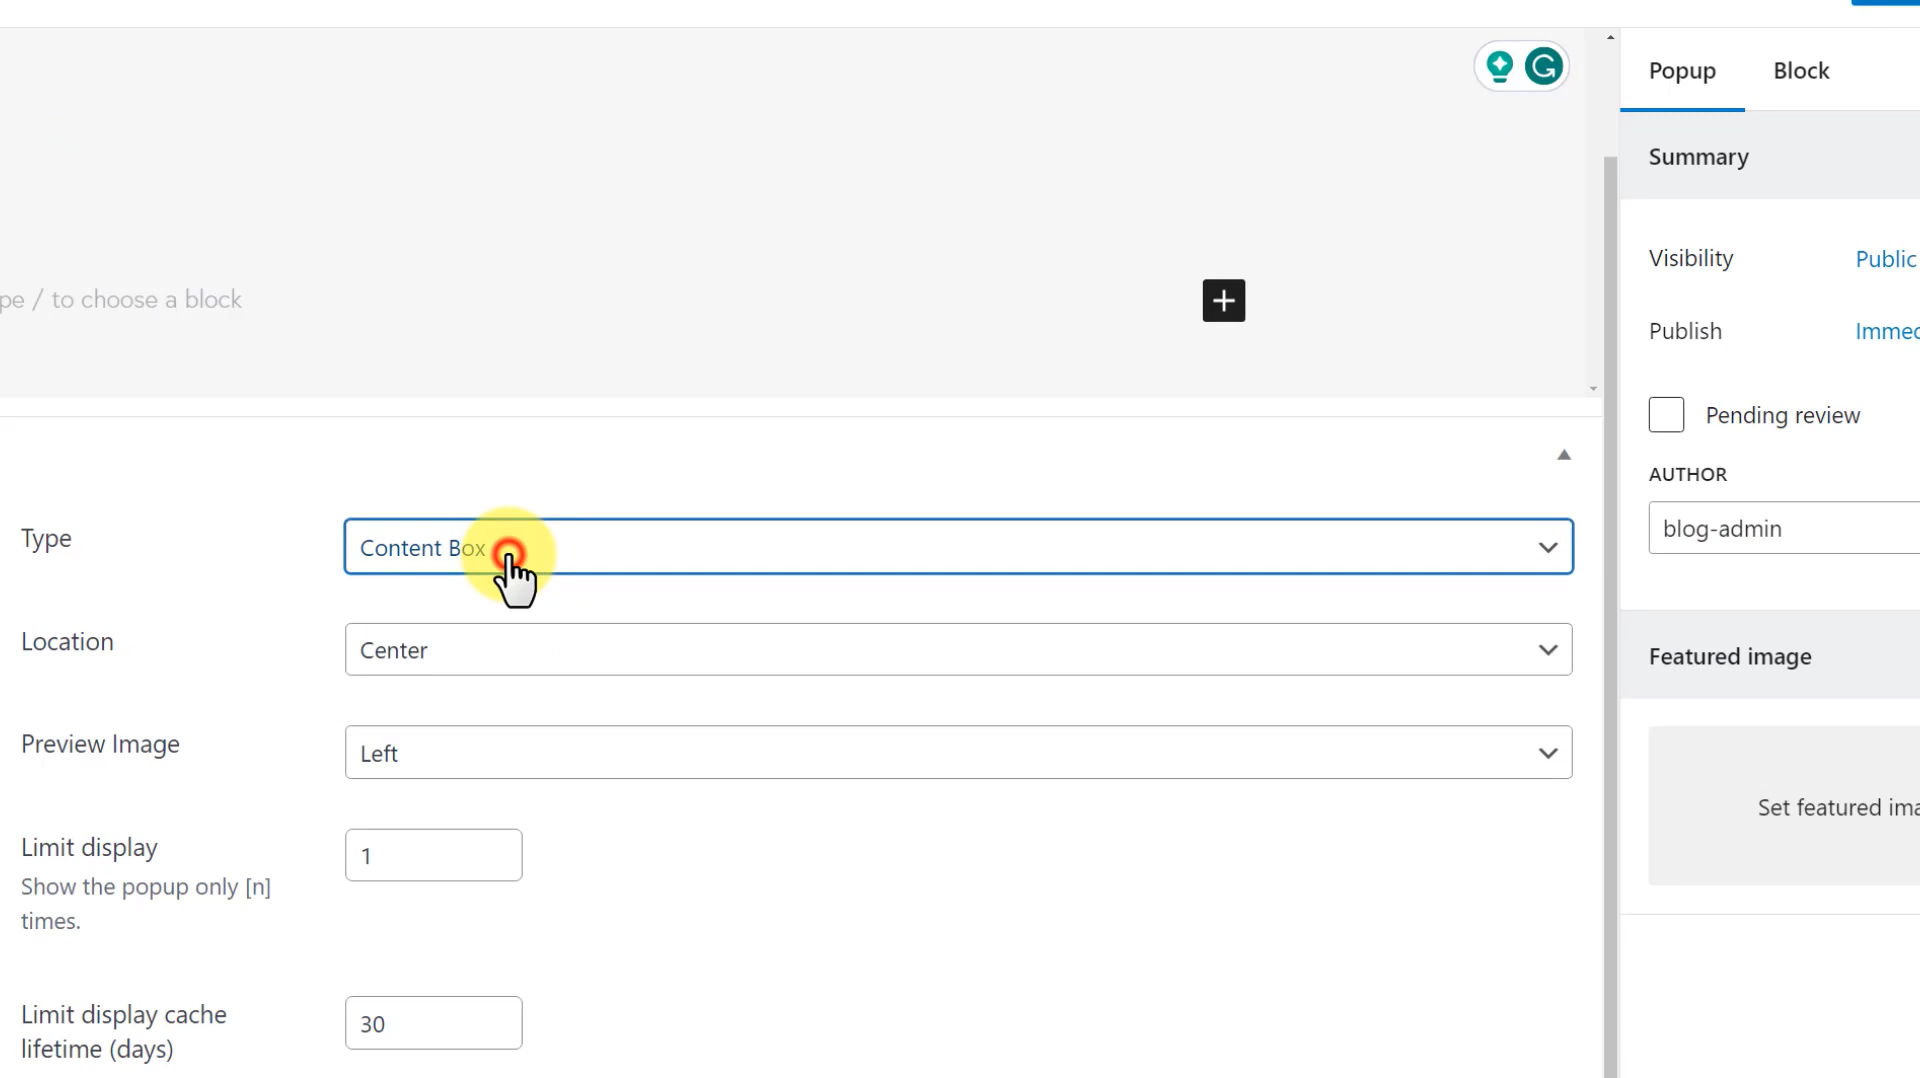 Popup
Block
Summary
Visibility
Public
Publish
Immed
pe / to choose a block
Pending review
AUTHOR
blog-admin
Type
Content Box
Location
Center
Featured image
Preview Image
Left
Set featured ima
Limit display
1
Show the popup only [n]
times.
Limit display cache
lifetime (days)
30